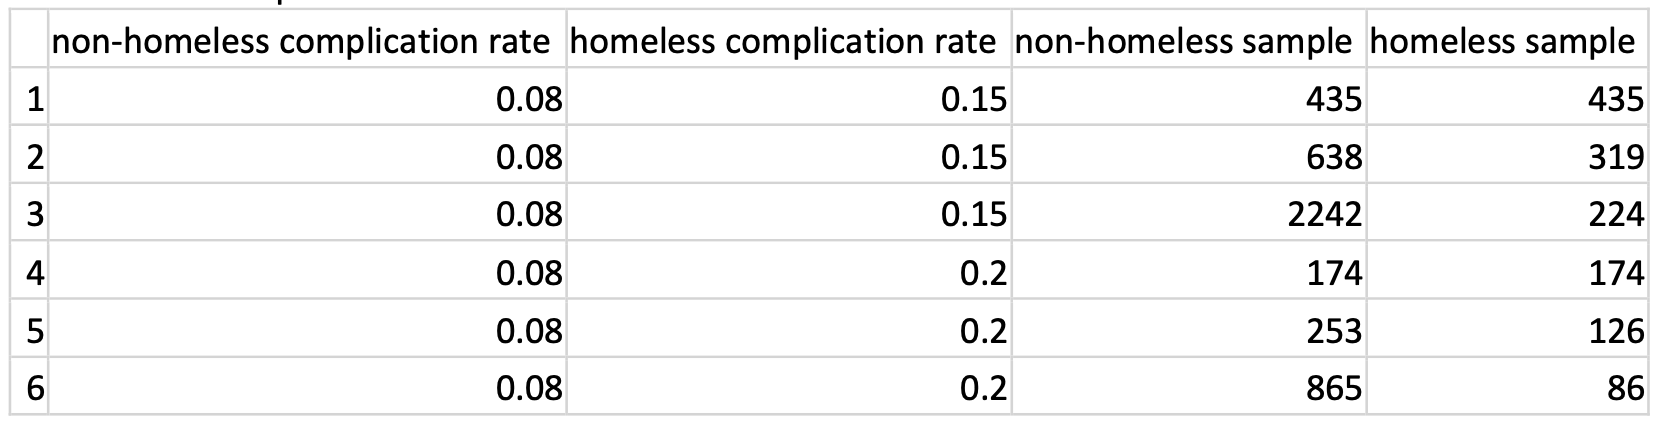 non-homeless complication rate homeless complication rate non-homeless sample homeless sample
1 0.08 0.15 435 435
2 0.08 0.15 638 319
3 0.08 0.15 2242 224
4 0.08 0.2 174 174
5 0.08 0.2 253 126
6 0.08 0.2 865 86